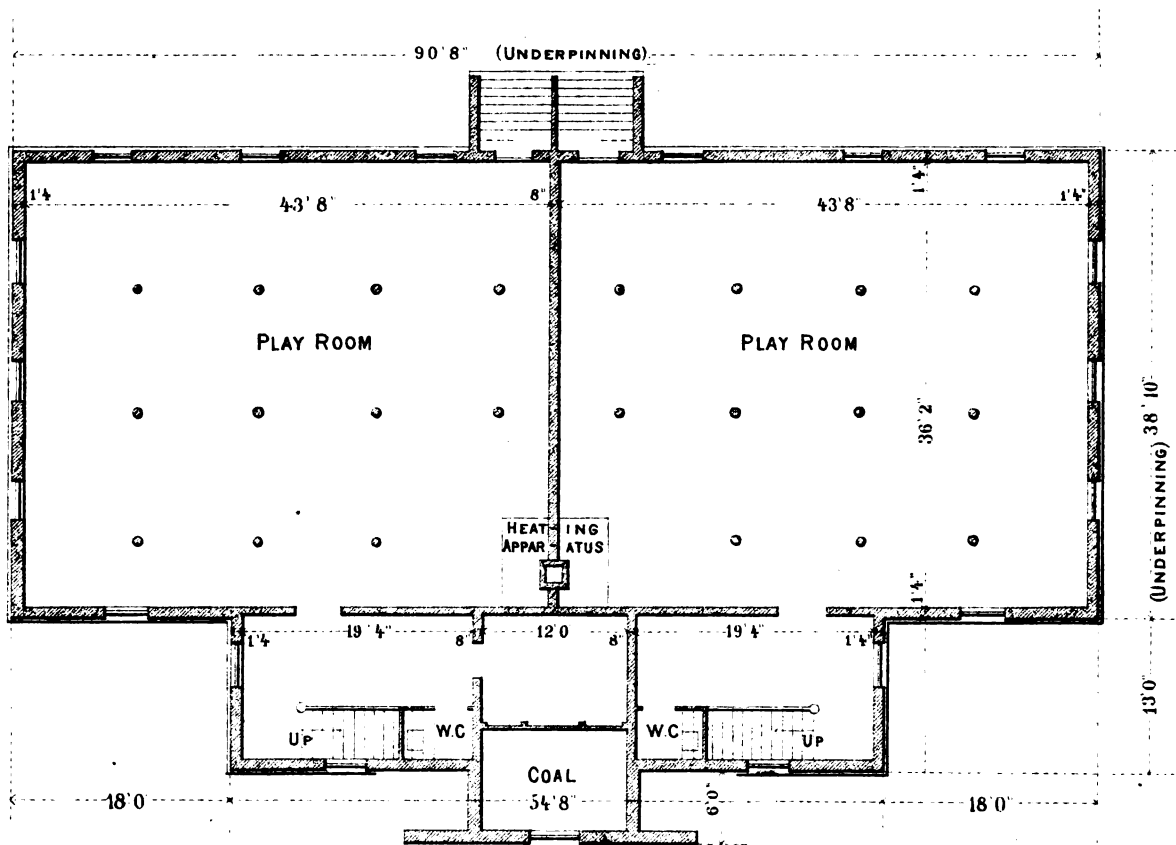 90'8" (UNDERPINNING)
1'4
43'8"
8"
43'8"
1'4"
1'4"
PLAY ROOM
PLAY ROOM
36'2"
38'10"
(UNDERPINNING)
HEATING
APPARATUS
1'4"
1'4
19'4"
8"
12'0
8"
19'4"
1'4"
13'0"
UP
W.C
W.C
UP
COAL
18'0
54'8"
6'0"
18'0